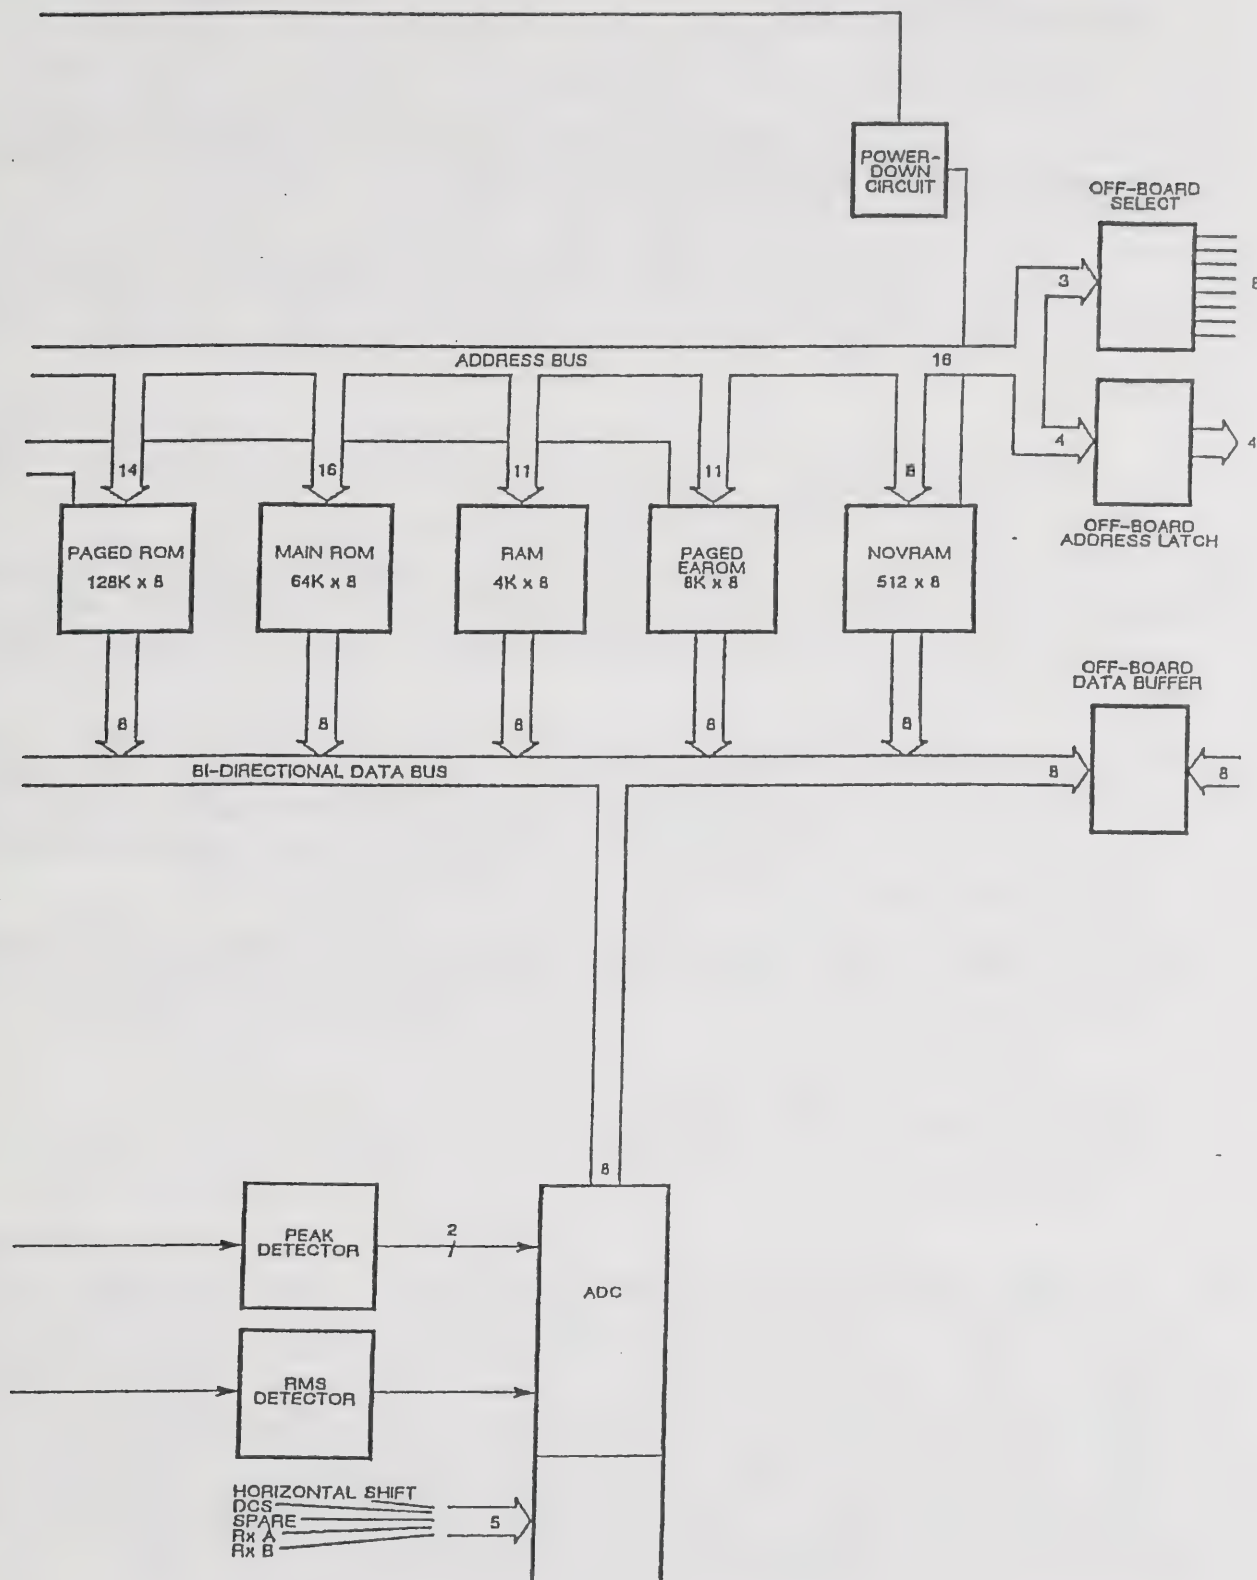 POWER-
DOWN
CIRCUIT
OFF-BOARD
SELECT
3
ADDRESS BUS
16
4
4
14
16
11
11
OFF-BOARD
ADDRESS LATCH
PAGED ROM
128K x 8
MAIN ROM
64K x 8
RAM
4K x 8
PAGED
EAROM
8K x 8
NOVRAM
512 x 8
OFF-BOARD
DATA BUFFER
8
8
8
8
8
BI-DIRECTIONAL DATA BUS
8
8
8
PEAK
DETECTOR
2
ADC
RMS
DETECTOR
HORIZONTAL SHIFT
DCS
SPARE
Rx A
Rx B
5